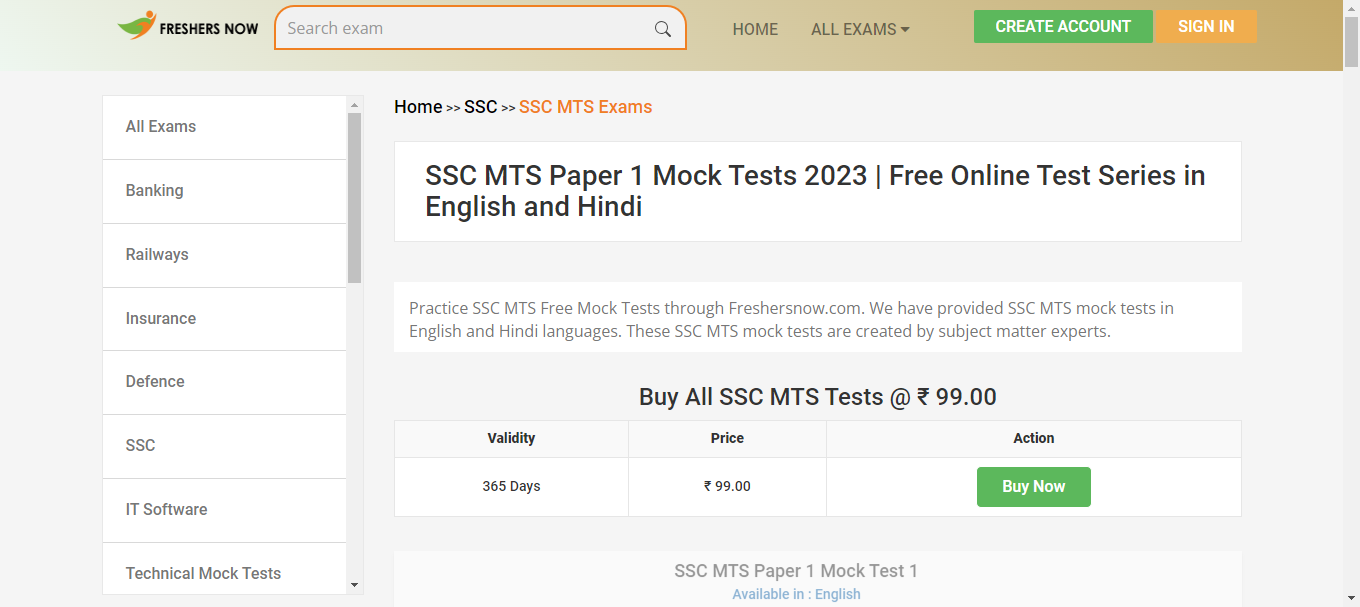 FRESHERS NOW
Search exam
HOME
ALL EXAMS
CREATE ACCOUNT
SIGN IN
All Exams
Banking
Railways
Insurance
Defence
SSC
IT Software
Technical Mock Tests
Home >> SSC >> SSC MTS Exams
SSC MTS Paper 1 Mock Tests 2023 | Free Online Test Series in
English and Hindi
Practice SSC MTS Free Mock Tests through Freshersnow.com. We have provided SSC MTS mock tests in
English and Hindi languages. These SSC MTS mock tests are created by subject matter experts.
Buy All SSC MTS Tests @ ₹ 99.00
Validity Price Action
365 Days ₹ 99.00 Buy Now
SSC MTS Paper 1 Mock Test 1
Available in : English